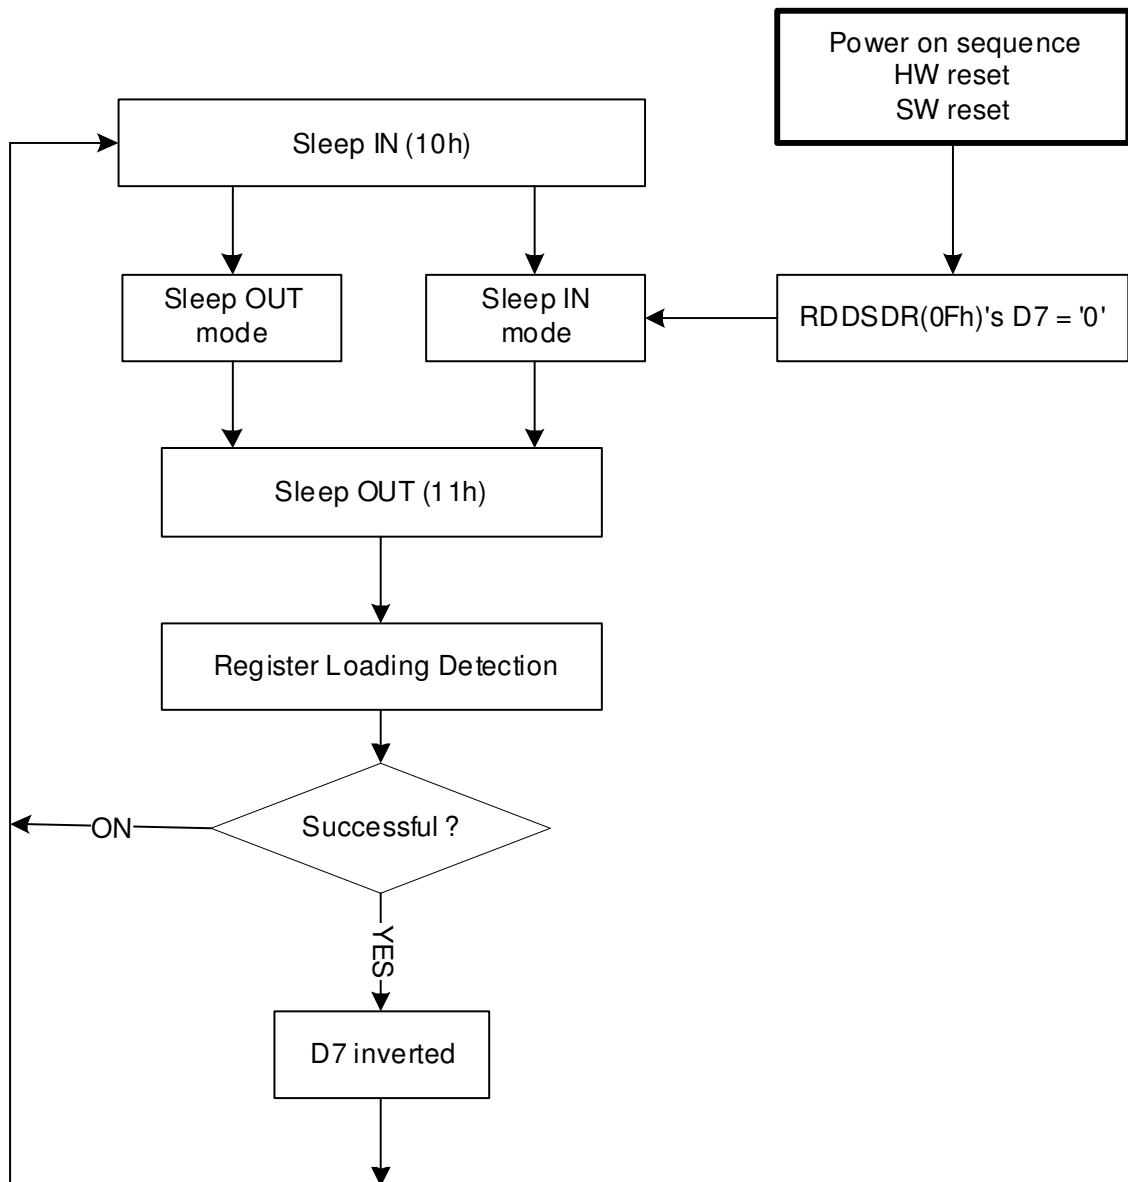 Power on sequence
HW reset
SW reset
Sleep IN (10h)
Sleep OUT
mode
Sleep IN
mode
RDDSDR(0Fh)'s D7 = '0'
Sleep OUT (11h)
Register Loading Detection
Successful ?
ON
YES
D7 inverted